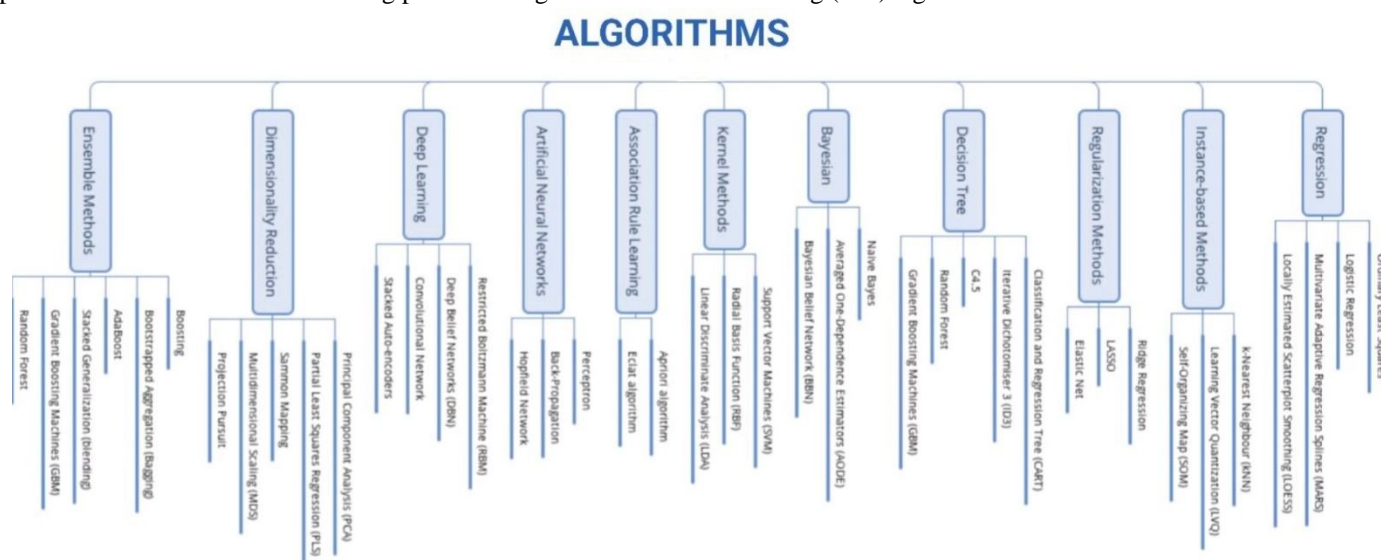 ALGORITHMS
Ensemble Methods
Boosting
Bootstrapped Aggregation (Bagging)
AdaBoost
Stacked Generalization (blending)
Gradient Boosting Machines (GBM)
Random Forest
Dimensionality Reduction
Principal Component Analysis (PCA)
Partial Least Squares Regression (PLS)
Sammon Mapping
Multidimensional Scaling (MDS)
Projection Pursuit
Deep Learning
Restricted Boltzmann Machine (RBM)
Deep Belief Networks (DBN)
Convolutional Network
Stacked Auto-encoders
Artificial Neural Networks
Perceptron
Back-Propagation
Hopfield Network
Association Rule Learning
Apriori algorithm
Eclat algorithm
Kernel Methods
Support Vector Machines (SVM)
Radial Basis Function (RBF)
Linear Discriminate Analysis (LDA)
Bayesian
Naive Bayes
Averaged One-Dependence Estimators (AODE)
Bayesian Belief Network (BBN)
Decision Tree
Classification and Regression Tree (CART)
Iterative Dichotomiser 3 (ID3)
C4.5
Random Forest
Gradient Boosting Machines (GBM)
Regularization Methods
Ridge Regression
LASSO
Elastic Net
Instance-based Methods
k-Nearest Neighbour (kNN)
Learning Vector Quantization (LVQ)
Self-Organizing Map (SOM)
Regression
Ordinary Least Squares
Logistic Regression
Multivariate Adaptive Regression Splines (MARS)
Locally Estimated Scatterplot Smoothing (LOESS)